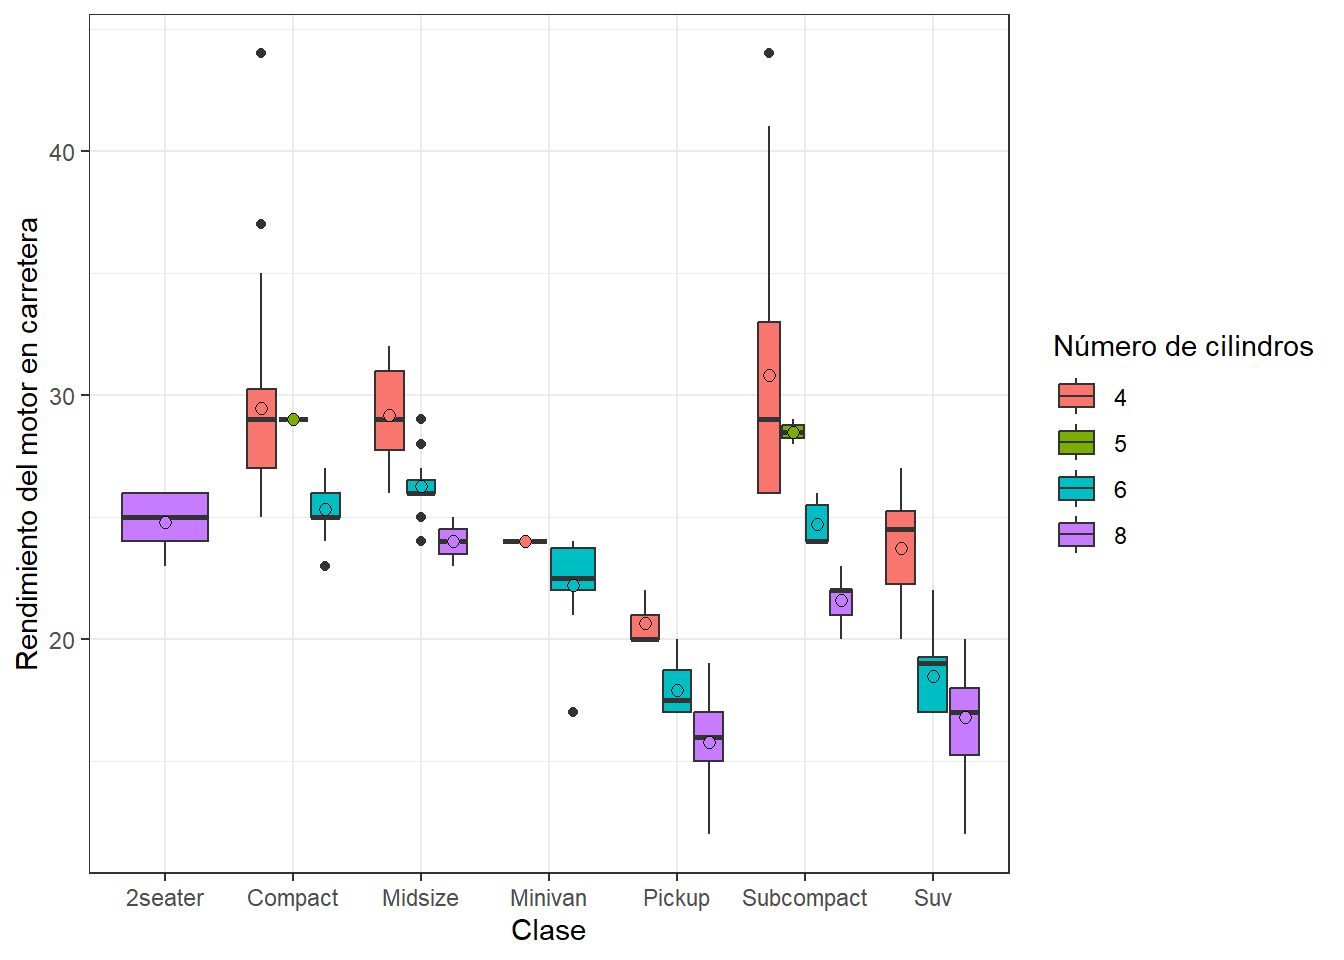 Rendimiento del motor en carretera
40
30
20
2seater Compact Midsize Minivan Pickup Subcompact Suv
Clase
Número de cilindros
4
5
6
8